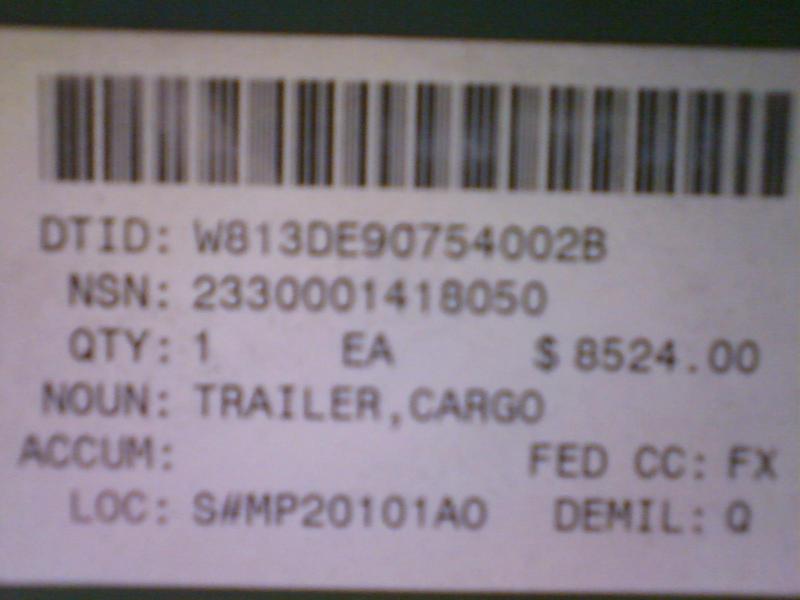 DTID: W813DE90754002B
NSN: 2330001418050
QTY: 1 EA $ 8524.00
NOUN: TRAILER,CARGO
ACCUM: FED CC: FX
LOC: S#MP20101A0 DEMIL: Q